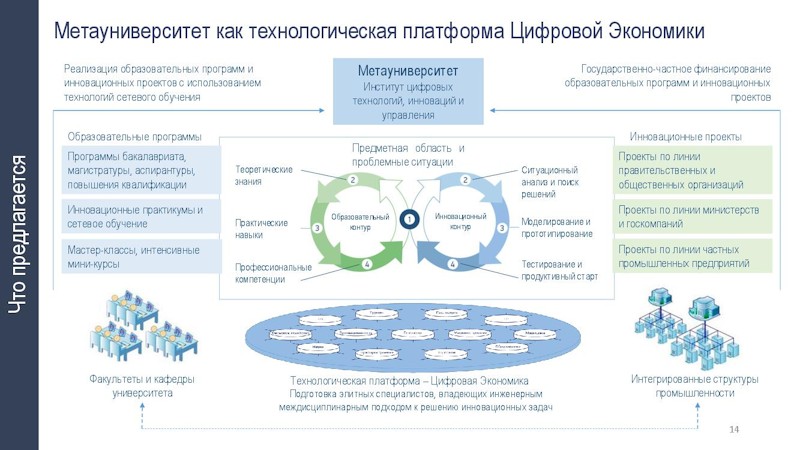 Метауниверситет как технологическая платформа Цифровой Экономики
Что предлагается
Реализация образовательных программ и
инновационных проектов с использованием
технологий сетевого обучения
Метауниверситет
Институт цифровых
технологий, инноваций и
управления
Государственно-частное финансирование
образовательных программ и инновационных
проектов
Образовательные программы
Программы бакалавриата,
магистратуры, аспирантуры,
повышения квалификации
Инновационные практикумы и
сетевое обучение
Мастер-классы, интенсивные
мини-курсы
Предметная область и
проблемные ситуации
Теоретические
знания
Практические
навыки
Профессиональные
компетенции
2
3
4
Образовательный
контур
1
Инновационный
контур
2
3
4
Ситуационный
анализ и поиск
решений
Моделирование и
прототипирование
Тестирование и
продуктивный старт
Инновационные проекты
Проекты по линии
правительственных и
общественных организаций
Проекты по линии министерств
и госкомпаний
Проекты по линии частных
промышленных предприятий
Факультеты и кафедры
университета
Технологическая платформа – Цифровая Экономика
Подготовка элитных специалистов, владеющих инженерным
междисциплинарным подходом к решению инновационных задач
Интегрированные структуры
промышленности
14